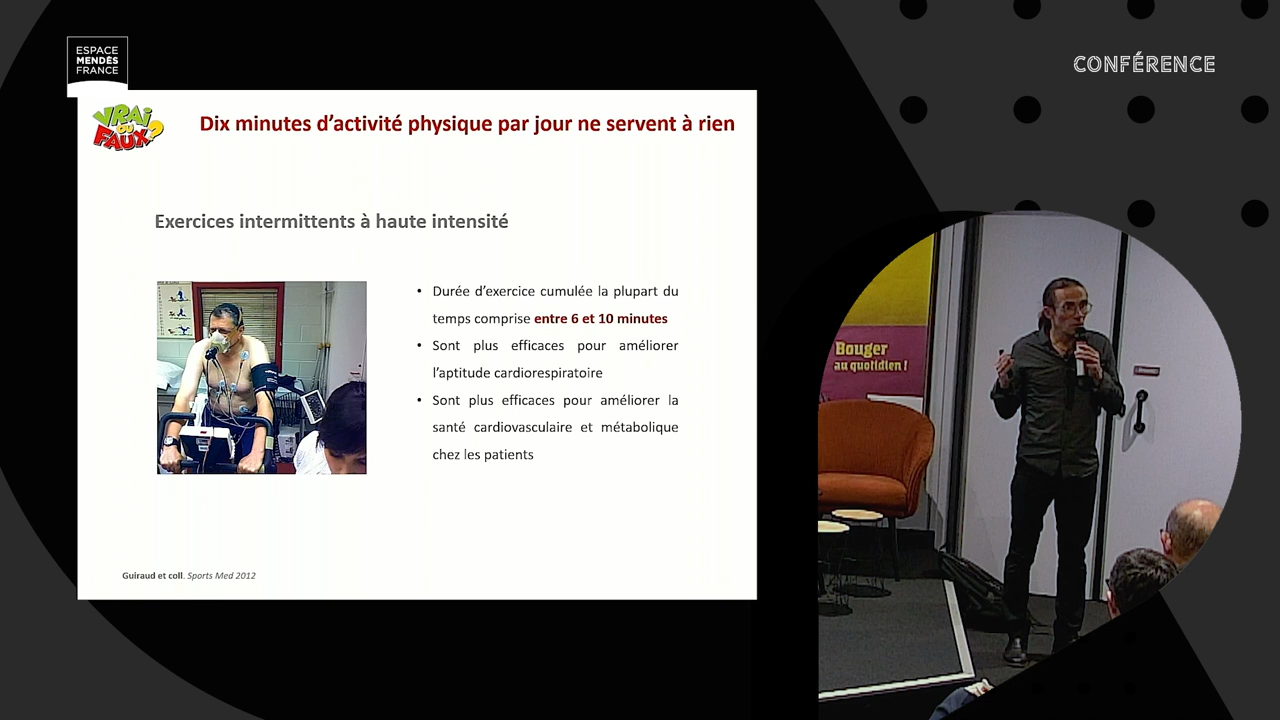 ESPACE
MENDÈS
FRANCE
CONFÉRENCE
VRAI
OU
FAUX?
Dix minutes d'activité physique par jour ne servent à rien
Exercices intermittents à haute intensité
• Durée d'exercice cumulée la plupart du
temps comprise entre 6 et 10 minutes
• Sont plus efficaces pour améliorer
l'aptitude cardiorespiratoire
• Sont plus efficaces pour améliorer la
santé cardiovasculaire et métabolique
chez les patients
Guiraud et coll. Sports Med 2012
Bouger
au quotidien !